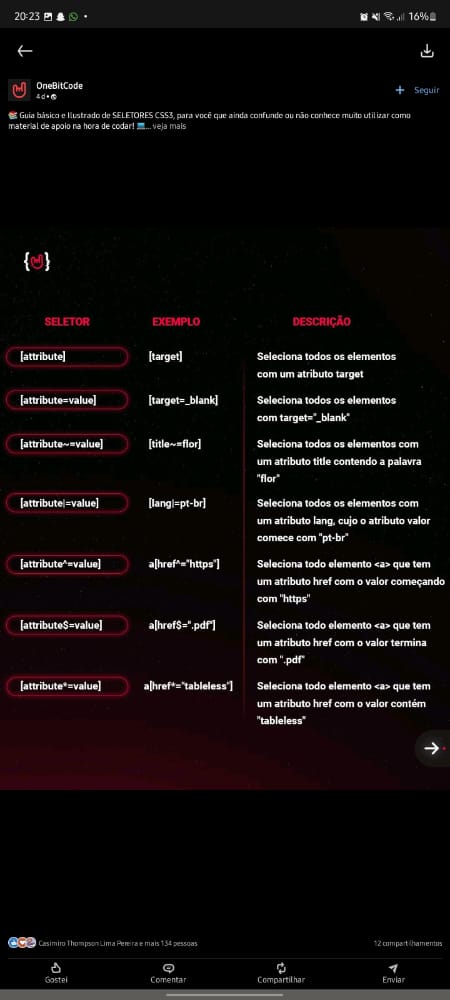 20:23
16%
OneBitCode
4 d •
+ Seguir
Guia básico e Ilustrado de SELETORES CSS3, para você que ainda confunde ou não conhece muito utilizar como
material de apoio na hora de codar! ... veja mais
SELETOR EXEMPLO DESCRIÇÃO
[attribute] [target] Seleciona todos os elementos
com um atributo target
[attribute=value] [target=_blank] Seleciona todos os elementos
com target="_blank"
[attribute~=value] [title~=flor] Seleciona todos os elementos com
um atributo title contendo a palavra
"flor"
[attribute|=value] [lang|=pt-br] Seleciona todos os elementos com
um atributo lang, cujo o atributo valor
comece com "pt-br"
[attribute^=value] a[href^="https"] Seleciona todo elemento <a> que tem
um atributo href com o valor começando
com "https"
[attribute$=value] a[href$=".pdf"] Seleciona todo elemento <a> que tem
um atributo href com o valor termina
com ".pdf"
[attribute*=value] a[href*="tableless"] Seleciona todo elemento <a> que tem
um atributo href com o valor contém
"tableless"
Casimiro Thompson Lima Pereira e mais 134 pessoas
12 compartilhamentos
Gostei Comentar Compartilhar Enviar